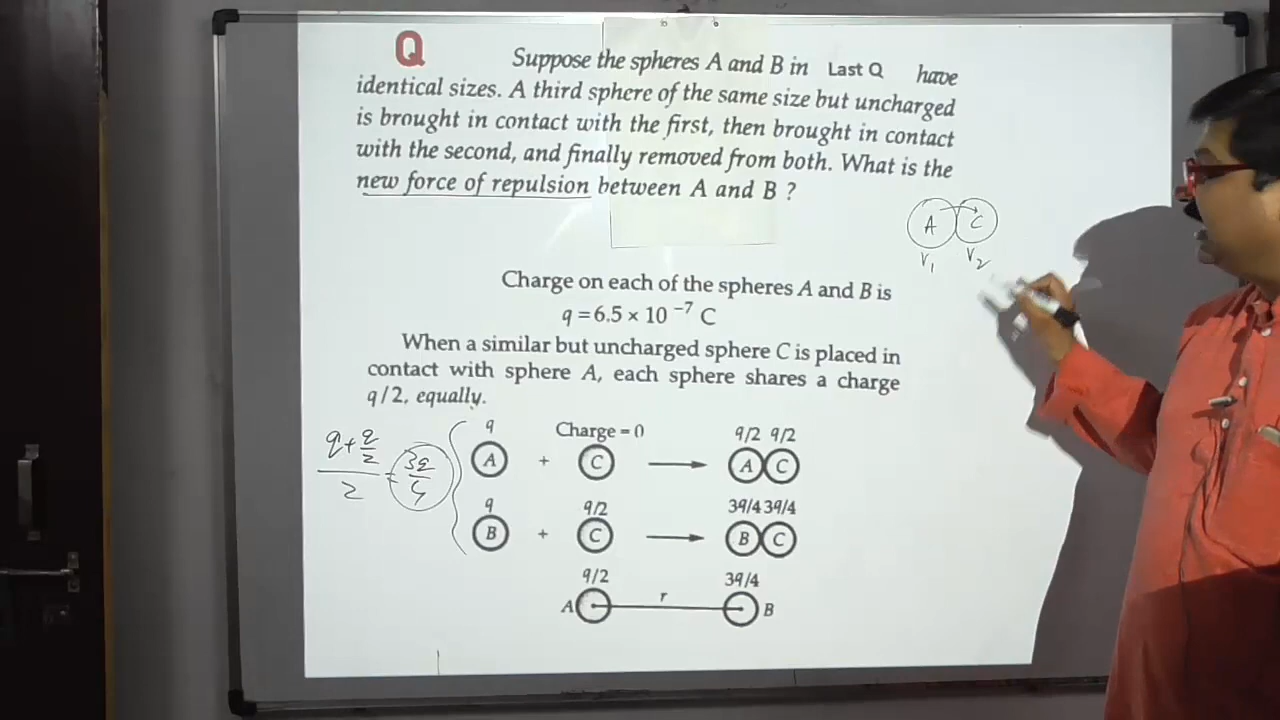 Q Suppose the spheres A and B in Last Q have
identical sizes. A third sphere of the same size but uncharged
is brought in contact with the first, then brought in contact
with the second, and finally removed from both. What is the
new force of repulsion between A and B ?
A C
V₁ V₂
Charge on each of the spheres A and B is
q = 6.5 × 10⁻⁷ C
When a similar but uncharged sphere C is placed in
contact with sphere A, each sphere shares a charge
q/2, equally.
q Charge = 0 q/2 q/2
A + C → A C
(q + q/2)/2 = 3q/4
q q/2 3q/4 3q/4
B + C → B C
q/2 3q/4
A r B